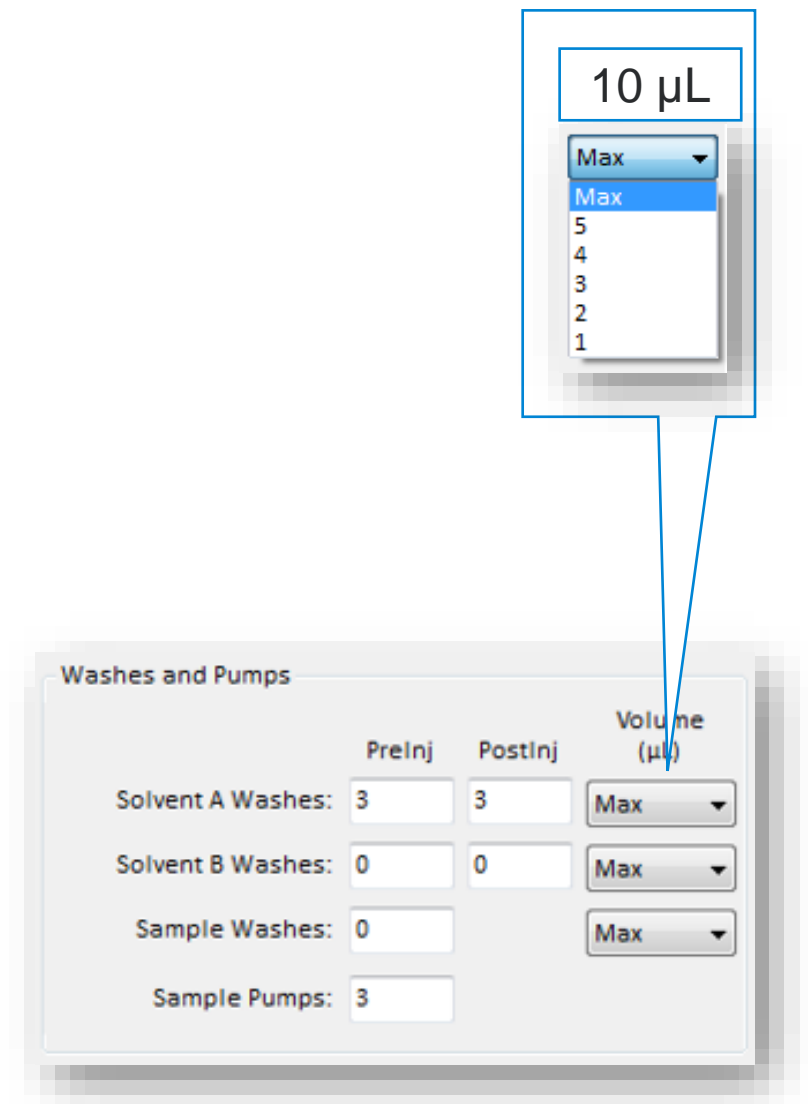 10 µL
Max
Max
5
4
3
2
1
Washes and Pumps
Volume
PreInj PostInj (µL)
Solvent A Washes: 3 3 Max
Solvent B Washes: 0 0 Max
Sample Washes: 0 Max
Sample Pumps: 3